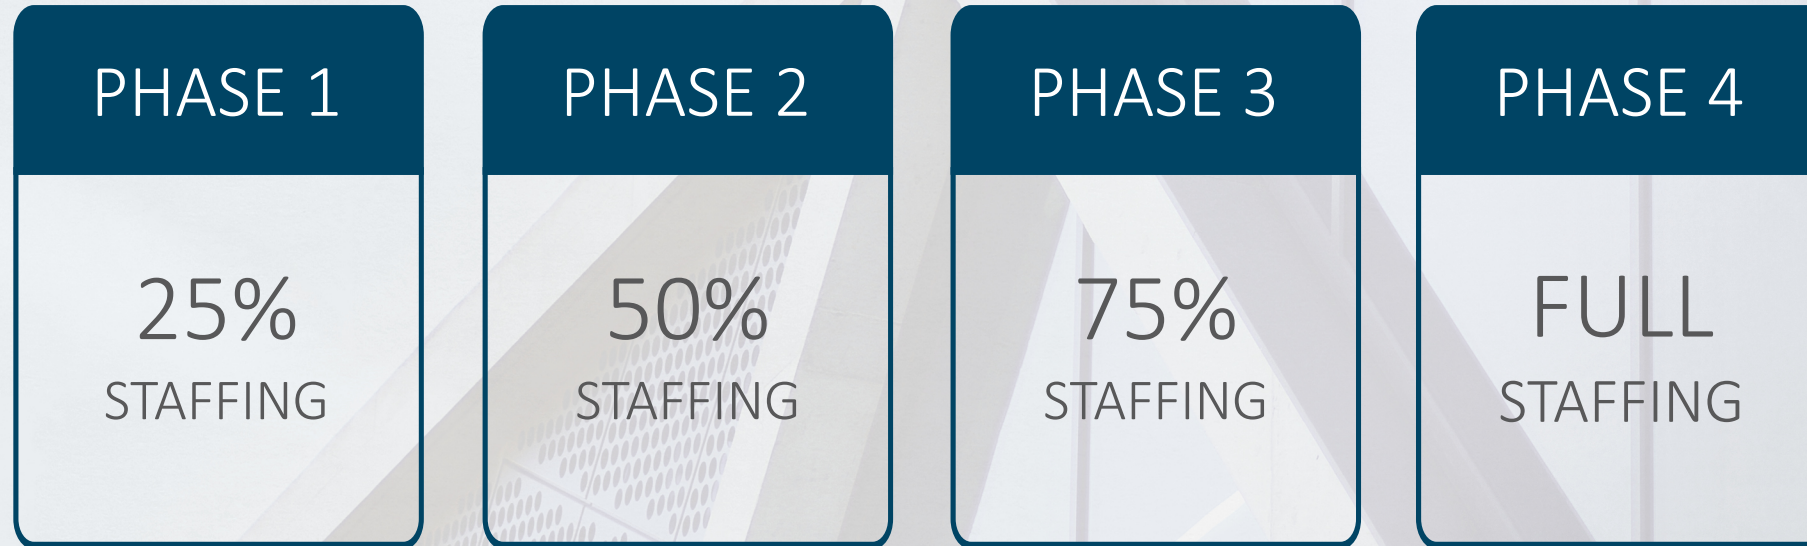 PHASE 1
25%
STAFFING
PHASE 2
50%
STAFFING
PHASE 3
75%
STAFFING
PHASE 4
FULL
STAFFING